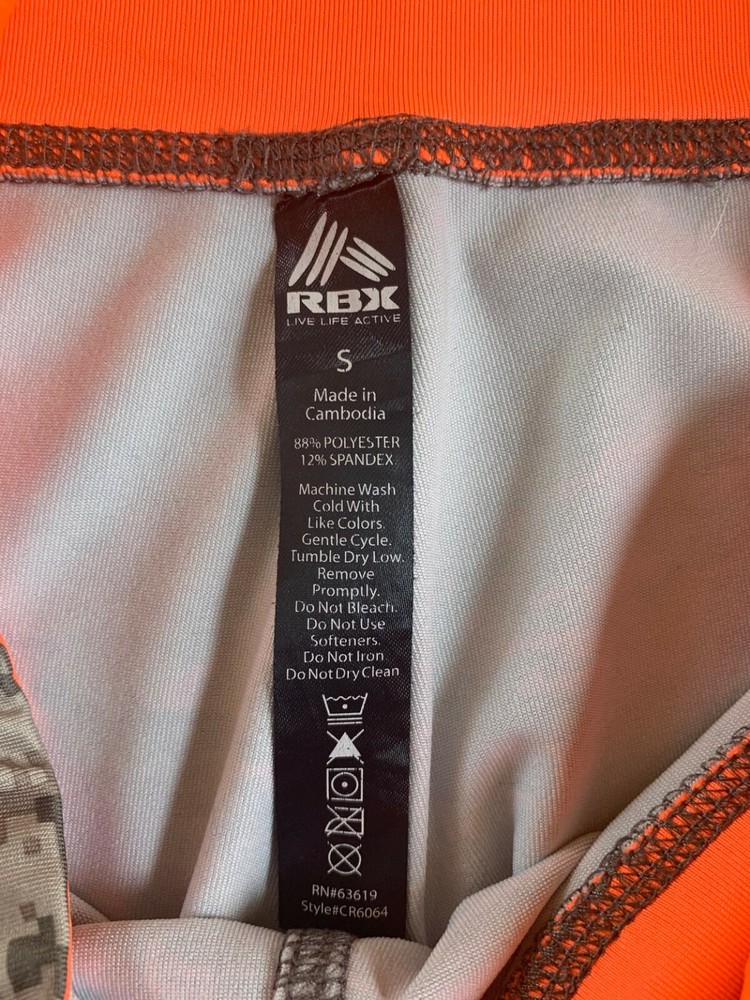 RBX
LIVE LIFE ACTIVE
S
Made in
Cambodia
88% POLYESTER
12% SPANDEX
Machine Wash
Cold With
Like Colors.
Gentle Cycle.
Tumble Dry Low.
Remove
Promptly.
Do Not Bleach.
Do Not Use
Softeners.
Do Not Iron
Do Not Dry Clean
RN#63619
Style#CR6064